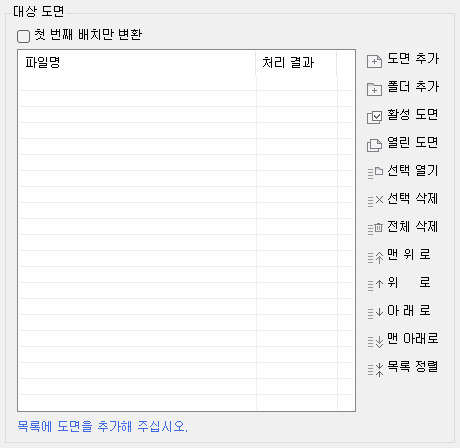 대상 도면
첫 번째 배치만 변환
파일명 처리 결과
도면 추가
폴더 추가
활성 도면
열린 도면
선택 열기
선택 삭제
전체 삭제
맨 위 로
위 로
아 래 로
맨 아래로
목록 정렬
목록에 도면을 추가해 주십시오.